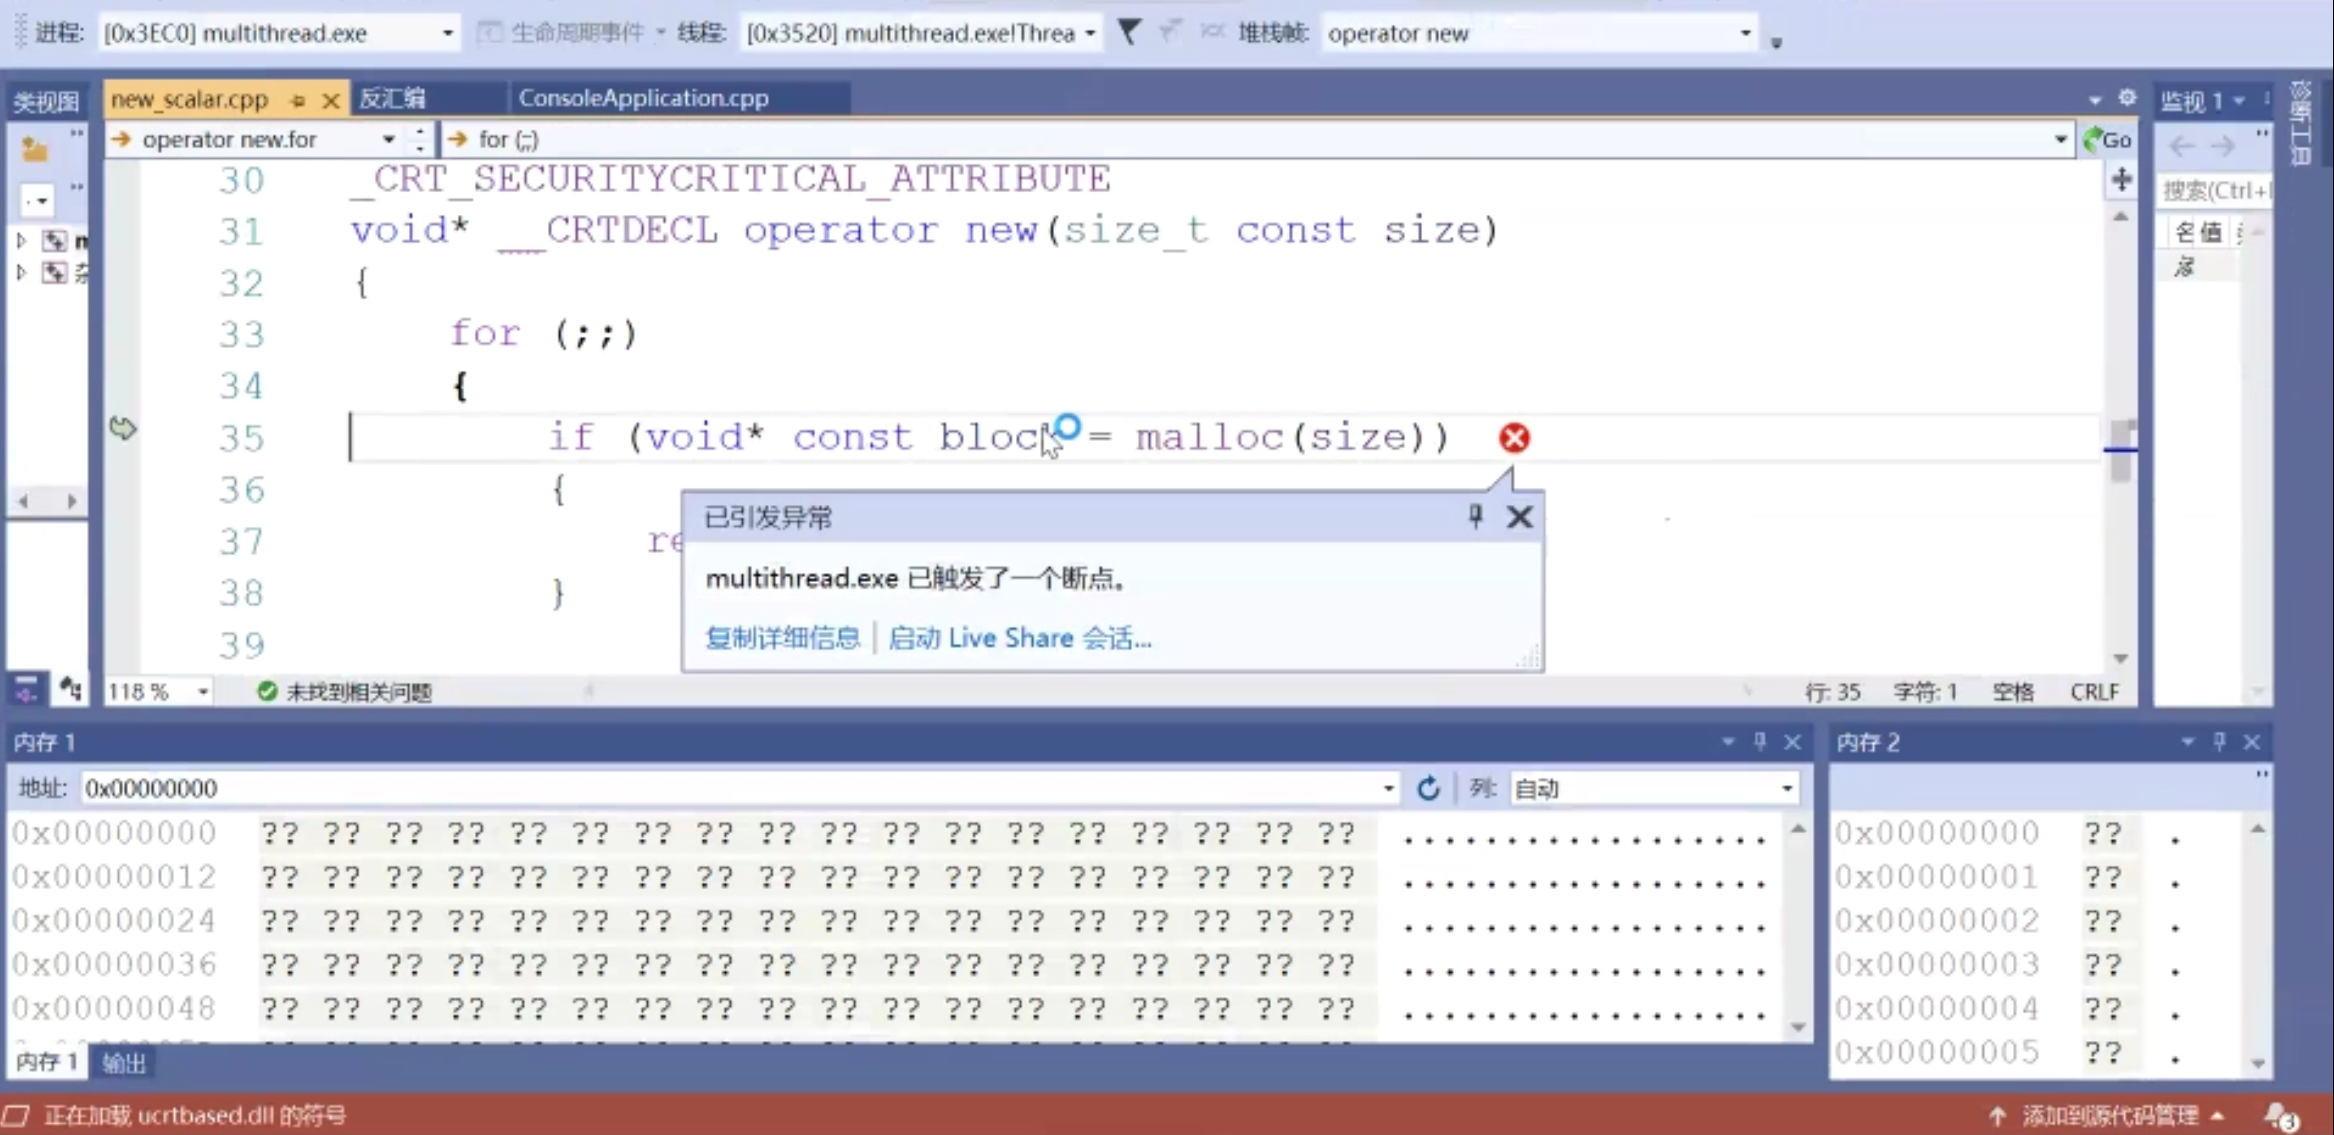 进程: [0x3EC0] multithread.exe 生命周期事件 线程: [0x3520] multithread.exe!Threa 堆栈帧: operator new
类视图 new_scalar.cpp 反汇编 ConsoleApplication.cpp 监视 1 诊断工具
operator new.for for (;;) Go
搜索(Ctrl+
名 值
30 _CRT_SECURITYCRITICAL_ATTRIBUTE
31 void* __CRTDECL operator new(size_t const size)
32 {
33 for (;;)
34 {
35 if (void* const block = malloc(size))
36 {
37 re
38 }
39
已引发异常
multithread.exe 已触发了一个断点。
复制详细信息 | 启动 Live Share 会话...
118 % 未找到相关问题 行: 35 字符: 1 空格 CRLF
内存 1
地址: 0x00000000 列: 自动
0x00000000 ?? ?? ?? ?? ?? ?? ?? ?? ?? ?? ?? ?? ?? ?? ?? ?? ?? ?? ..................
0x00000012 ?? ?? ?? ?? ?? ?? ?? ?? ?? ?? ?? ?? ?? ?? ?? ?? ?? ?? ..................
0x00000024 ?? ?? ?? ?? ?? ?? ?? ?? ?? ?? ?? ?? ?? ?? ?? ?? ?? ?? ..................
0x00000036 ?? ?? ?? ?? ?? ?? ?? ?? ?? ?? ?? ?? ?? ?? ?? ?? ?? ?? ..................
0x00000048 ?? ?? ?? ?? ?? ?? ?? ?? ?? ?? ?? ?? ?? ?? ?? ?? ?? ?? ..................
内存 2
0x00000000 ?? .
0x00000001 ?? .
0x00000002 ?? .
0x00000003 ?? .
0x00000004 ?? .
0x00000005 ?? .
内存 1 输出
正在加载 ucrtbased.dll 的符号 添加到源代码管理 3